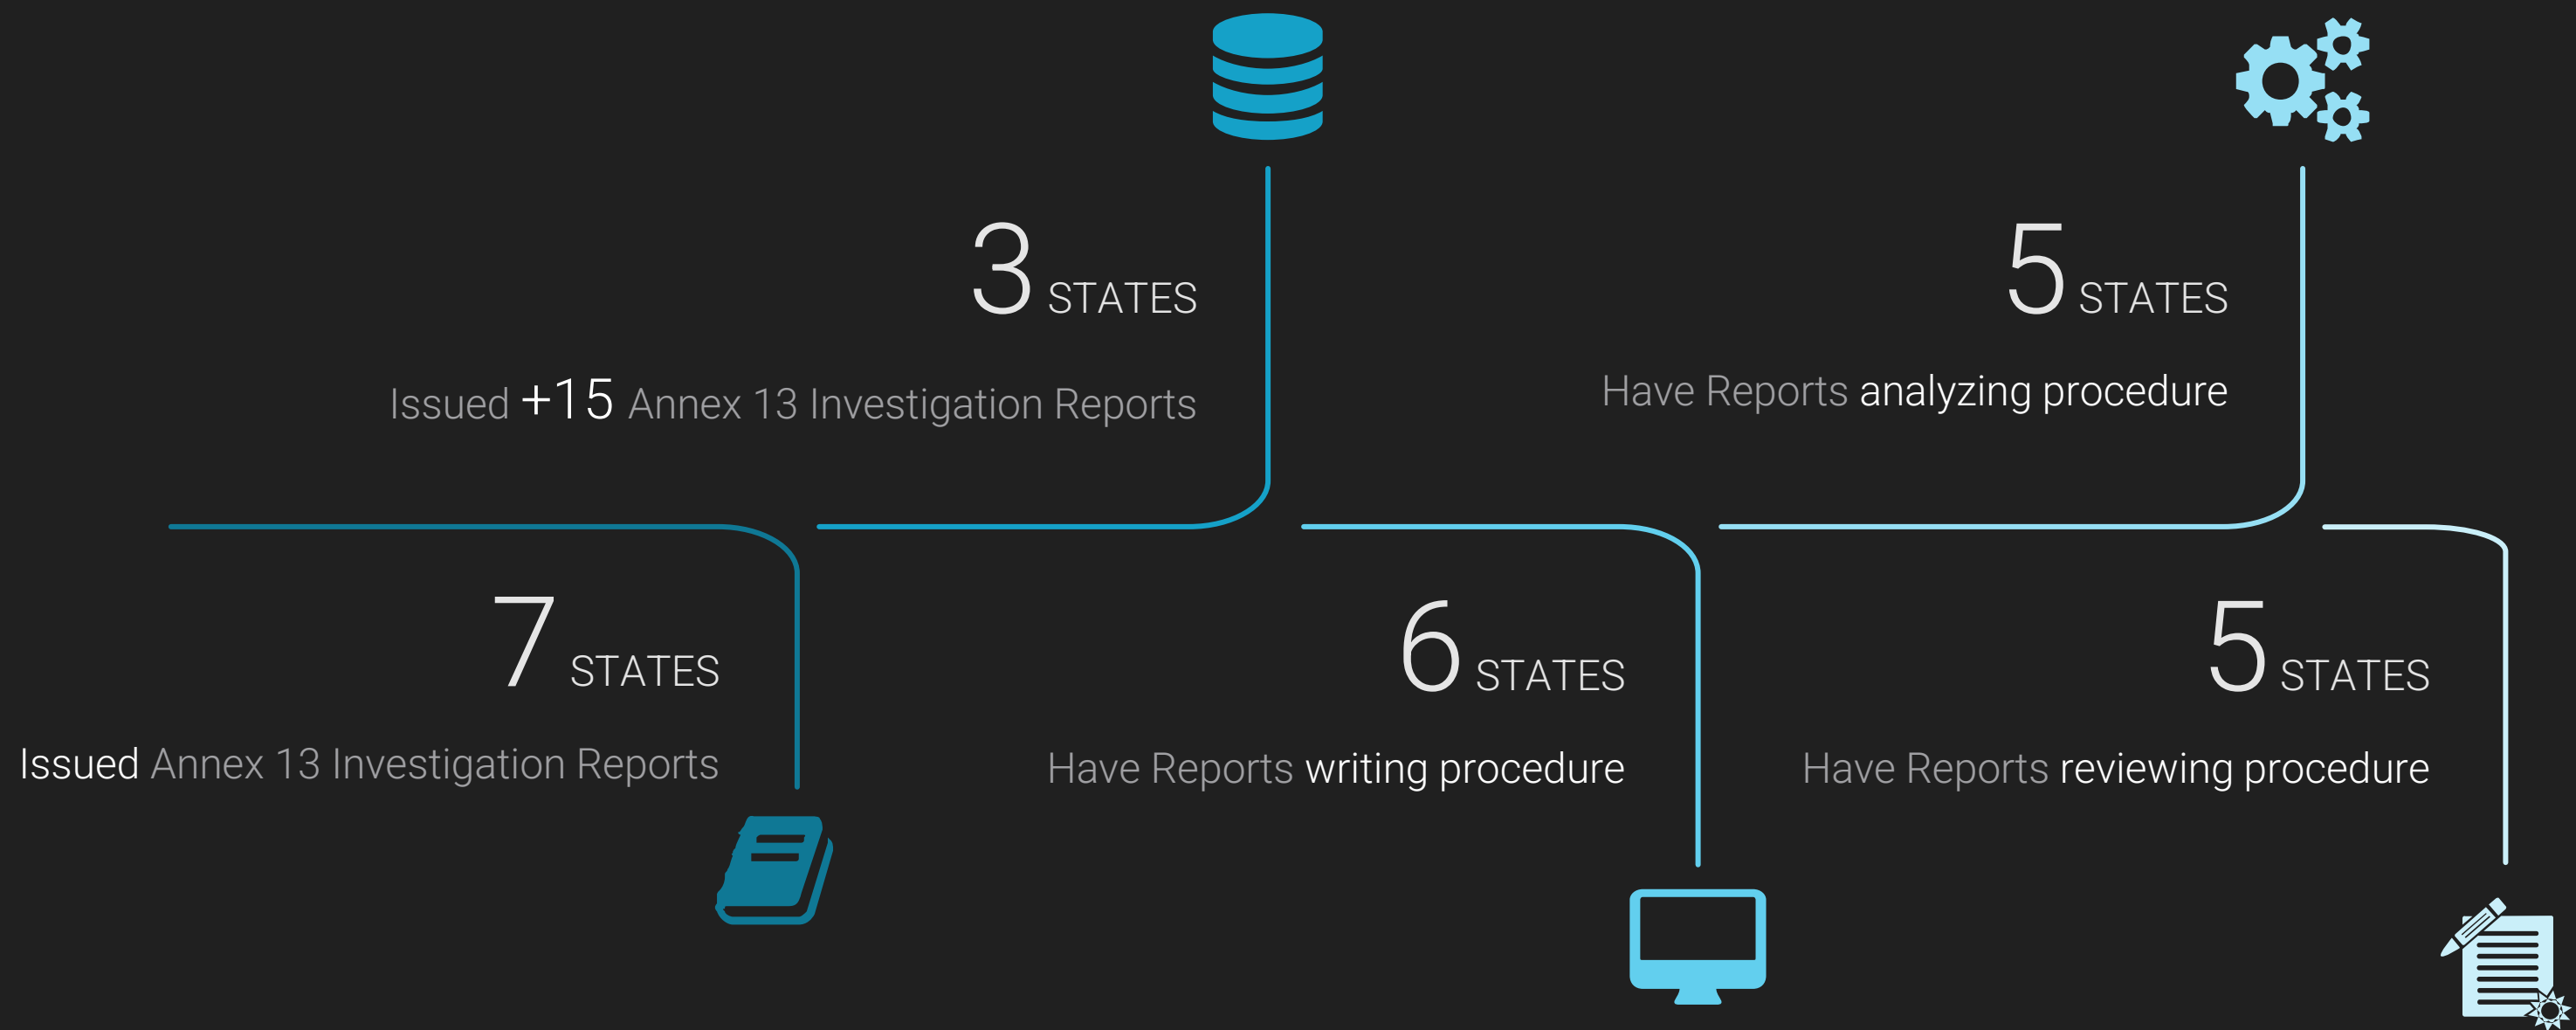 3 STATES
Issued +15 Annex 13 Investigation Reports
5 STATES
Have Reports analyzing procedure
7 STATES
Issued Annex 13 Investigation Reports
6 STATES
Have Reports writing procedure
5 STATES
Have Reports reviewing procedure